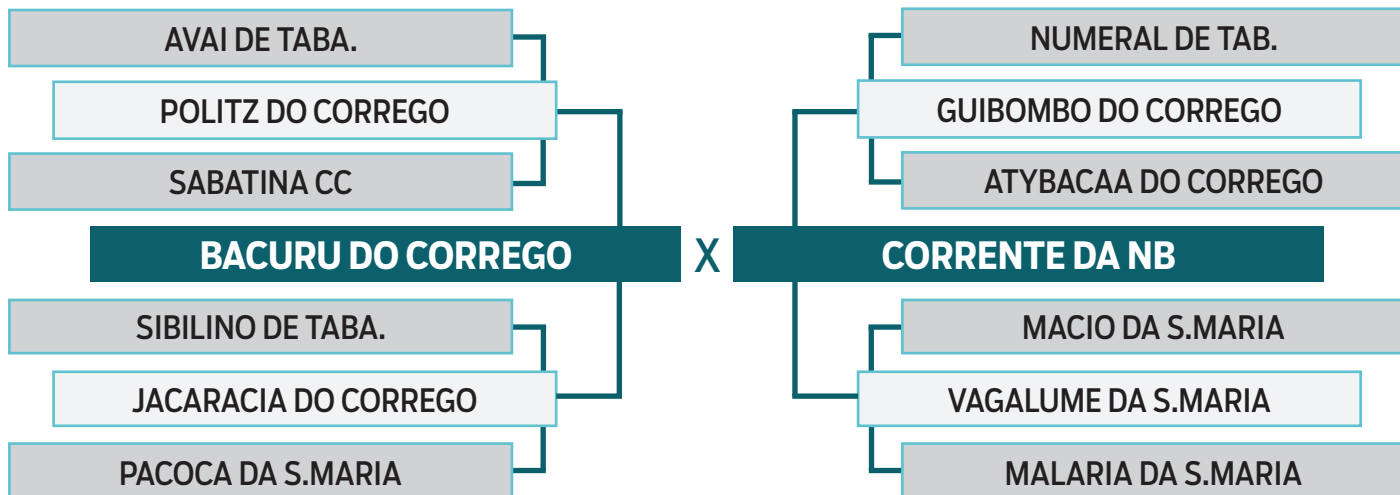 AVAI DE TABA.
NUMERAL DE TAB.
POLITZ DO CORREGO
GUIBOMBO DO CORREGO
SABATINA CC
ATYBACAA DO CORREGO
BACURU DO CORREGO X CORRENTE DA NB
SIBILINO DE TABA.
MACIO DA S.MARIA
JACARACIA DO CORREGO
VAGALUME DA S.MARIA
PACOCA DA S.MARIA
MALARIA DA S.MARIA